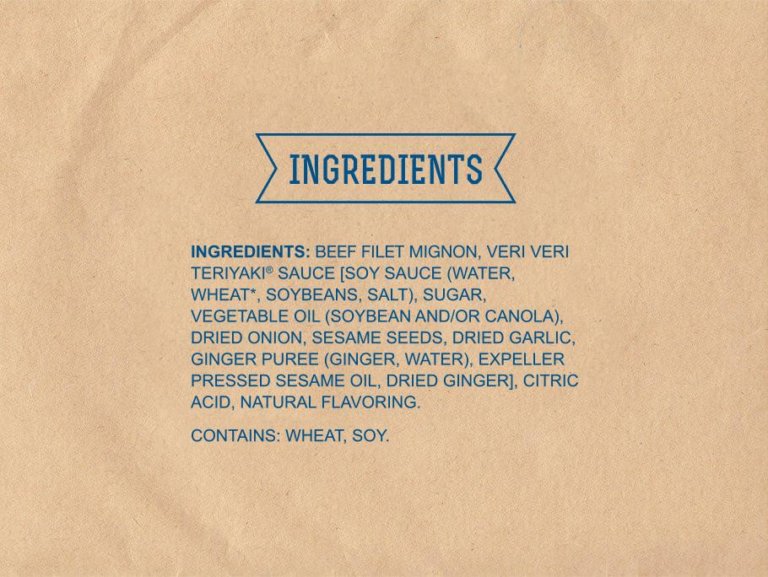 INGREDIENTS
INGREDIENTS: BEEF FILET MIGNON, VERI VERI
TERIYAKI® SAUCE [SOY SAUCE (WATER,
WHEAT*, SOYBEANS, SALT), SUGAR,
VEGETABLE OIL (SOYBEAN AND/OR CANOLA),
DRIED ONION, SESAME SEEDS, DRIED GARLIC,
GINGER PUREE (GINGER, WATER), EXPELLER
PRESSED SESAME OIL, DRIED GINGER], CITRIC
ACID, NATURAL FLAVORING.
CONTAINS: WHEAT, SOY.